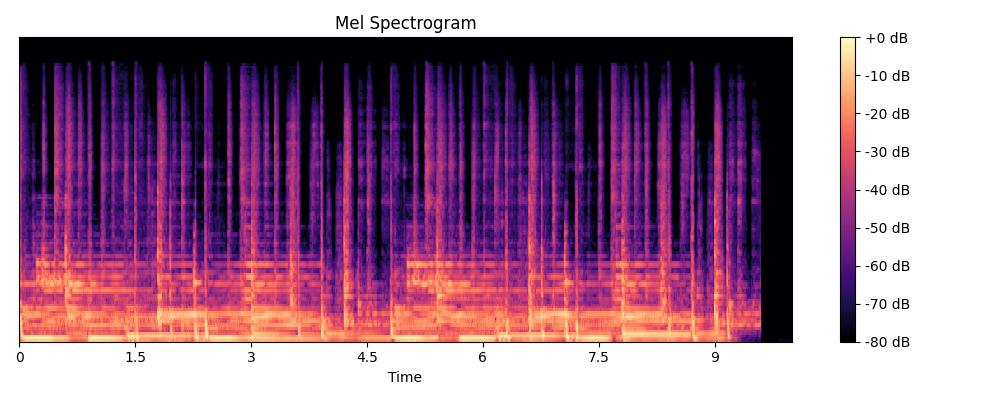 Mel Spectrogram
+0 dB
-10 dB
-20 dB
-30 dB
-40 dB
-50 dB
-60 dB
-70 dB
-80 dB
0 1.5 3 4.5 6 7.5 9
Time